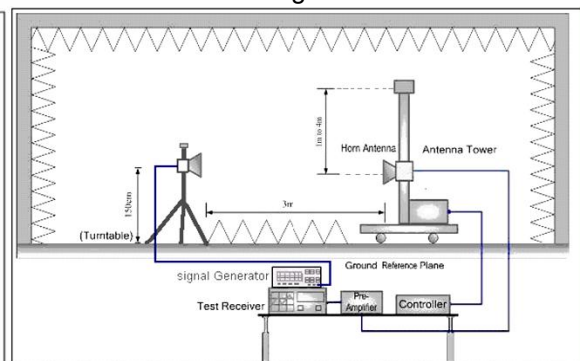 1m to 4m
Horn Antenna
Antenna Tower
150cm
3m
(Turntable)
Ground Reference Plane
signal Generator
Test Receiver
Pre-
Amplifier
Controller